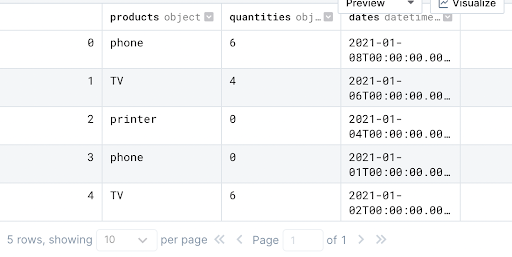 Preview Visualize
products object quantities obj… dates datetime…
0 phone 6 2021-01-
08T00:00:00.00…
1 TV 4 2021-01-
06T00:00:00.00…
2 printer 0 2021-01-
04T00:00:00.00…
3 phone 0 2021-01-
01T00:00:00.00…
4 TV 6 2021-01-
02T00:00:00.00…
5 rows, showing 10 per page << < Page 1 of 1 > >>